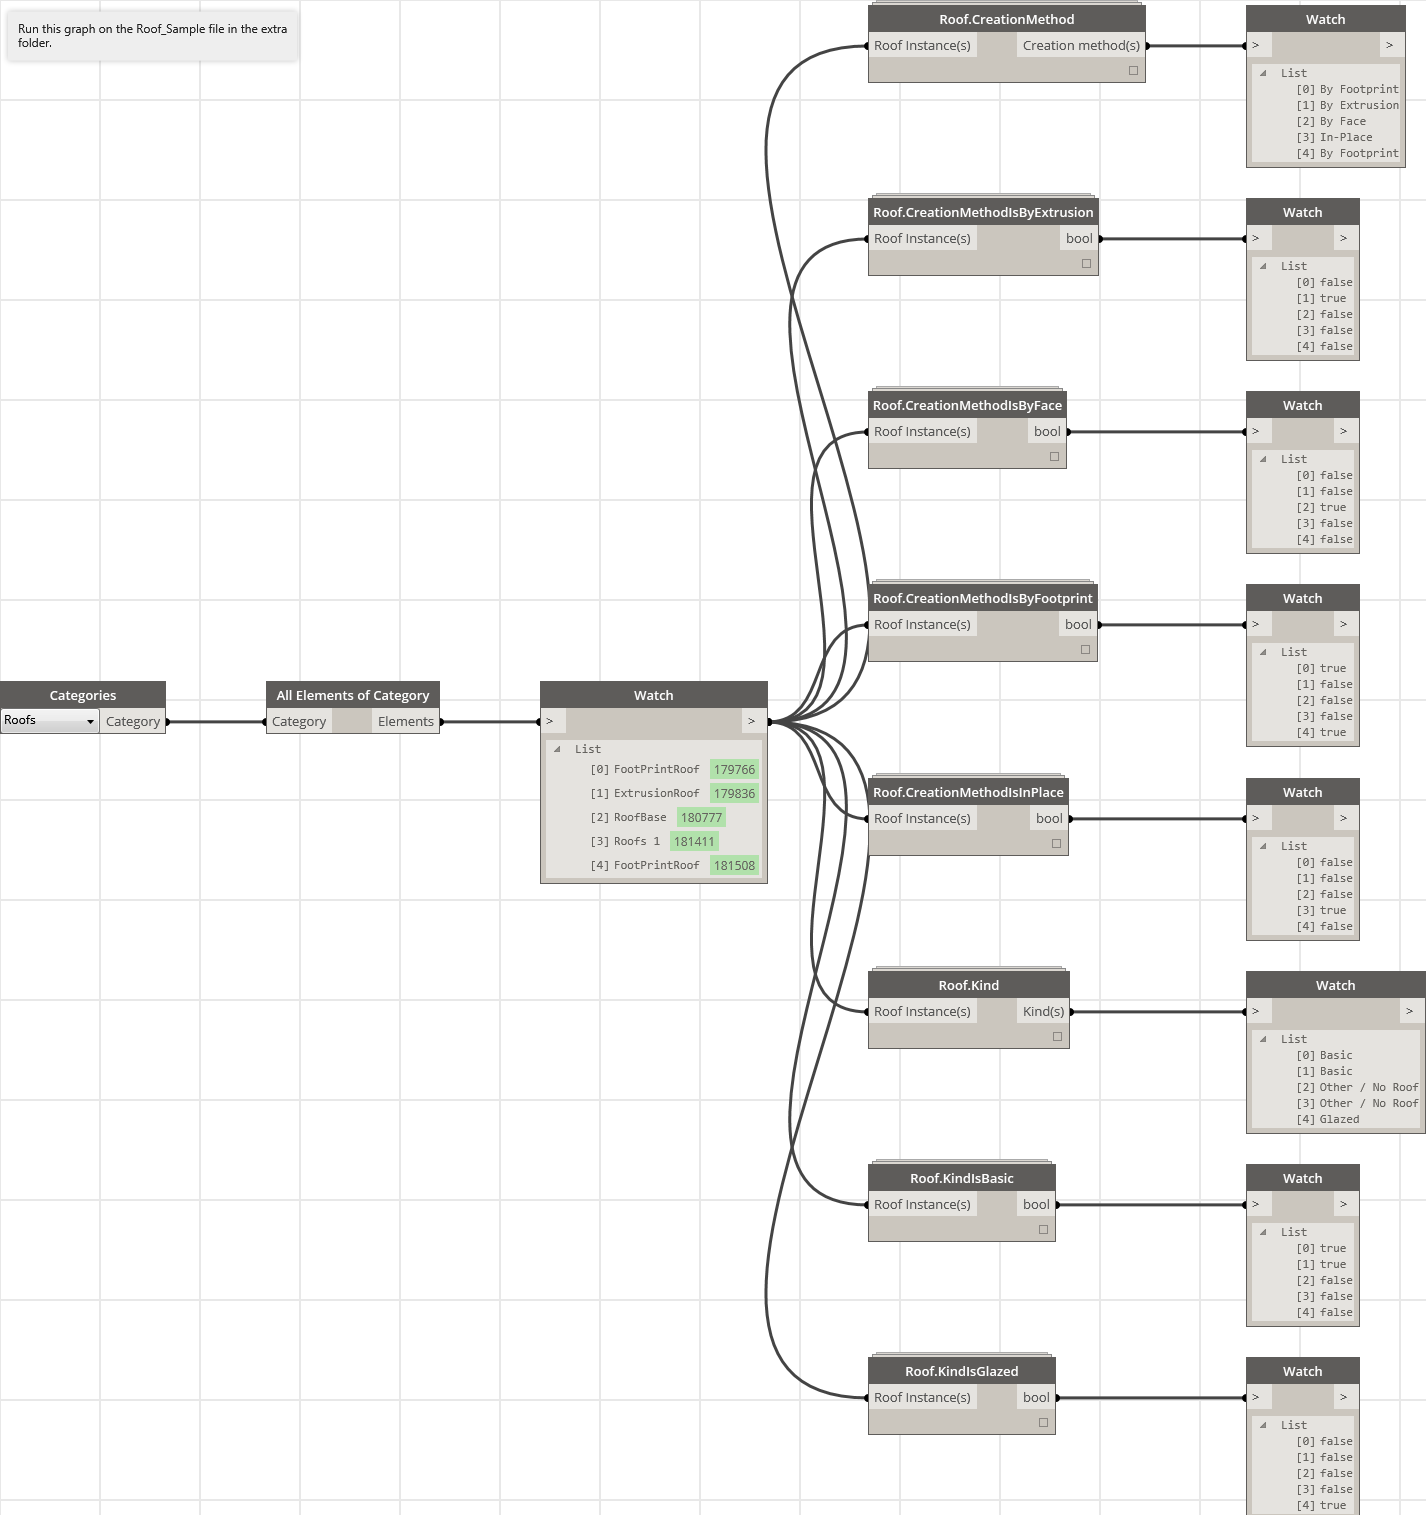 Run this graph on the Roof_Sample file in the extra
folder.
Roof.CreationMethod
Roof Instance(s) Creation method(s)
Watch
> >
List
[0] By Footprint
[1] By Extrusion
[2] By Face
[3] In-Place
[4] By Footprint
Roof.CreationMethodIsByExtrusion
Roof Instance(s) bool
Watch
> >
List
[0] false
[1] true
[2] false
[3] false
[4] false
Roof.CreationMethodIsByFace
Roof Instance(s) bool
Watch
> >
List
[0] false
[1] false
[2] true
[3] false
[4] false
Roof.CreationMethodIsByFootprint
Roof Instance(s) bool
Watch
> >
List
[0] true
[1] false
[2] false
[3] false
[4] true
Categories
Roofs Category
All Elements of Category
Category Elements
Watch
> >
List
[0] FootPrintRoof 179766
[1] ExtrusionRoof 179836
[2] RoofBase 180777
[3] Roofs 1 181411
[4] FootPrintRoof 181508
Roof.CreationMethodIsInPlace
Roof Instance(s) bool
Watch
> >
List
[0] false
[1] false
[2] false
[3] true
[4] false
Roof.Kind
Roof Instance(s) Kind(s)
Watch
> >
List
[0] Basic
[1] Basic
[2] Other / No Roof
[3] Other / No Roof
[4] Glazed
Roof.KindIsBasic
Roof Instance(s) bool
Watch
> >
List
[0] true
[1] true
[2] false
[3] false
[4] false
Roof.KindIsGlazed
Roof Instance(s) bool
Watch
> >
List
[0] false
[1] false
[2] false
[3] false
[4] true